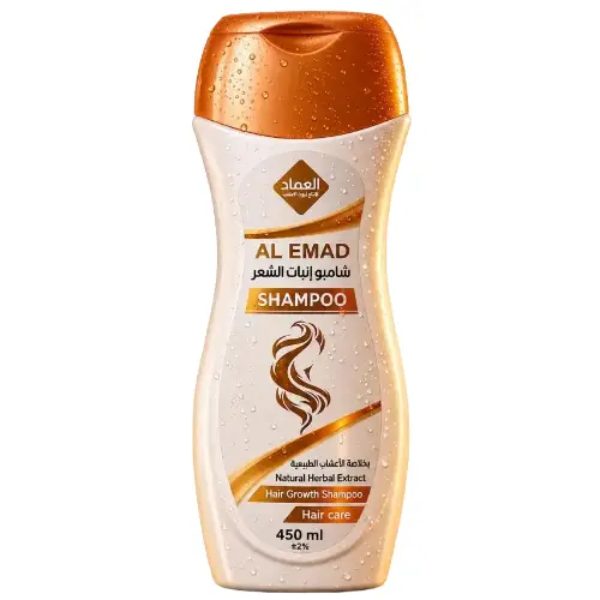 العماد
AL EMAD
شامبو إنبات الشعر
SHAMPOO
بخلاصة الأعشاب الطبيعية
Natural Herbal Extract
Hair Growth Shampoo
Hair care
450 ml
±2%